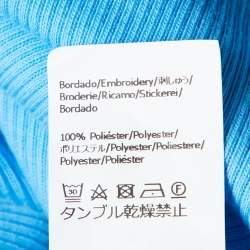 Bordado/Embroidery/刺しゅう/
Broderie/Ricamo/Stickerei/
Bordado
100% Poliéster/Polyester/
ポリエステル/Polyester/Poliestere/
Polyester/Poliéster
30
タンブル乾燥禁止